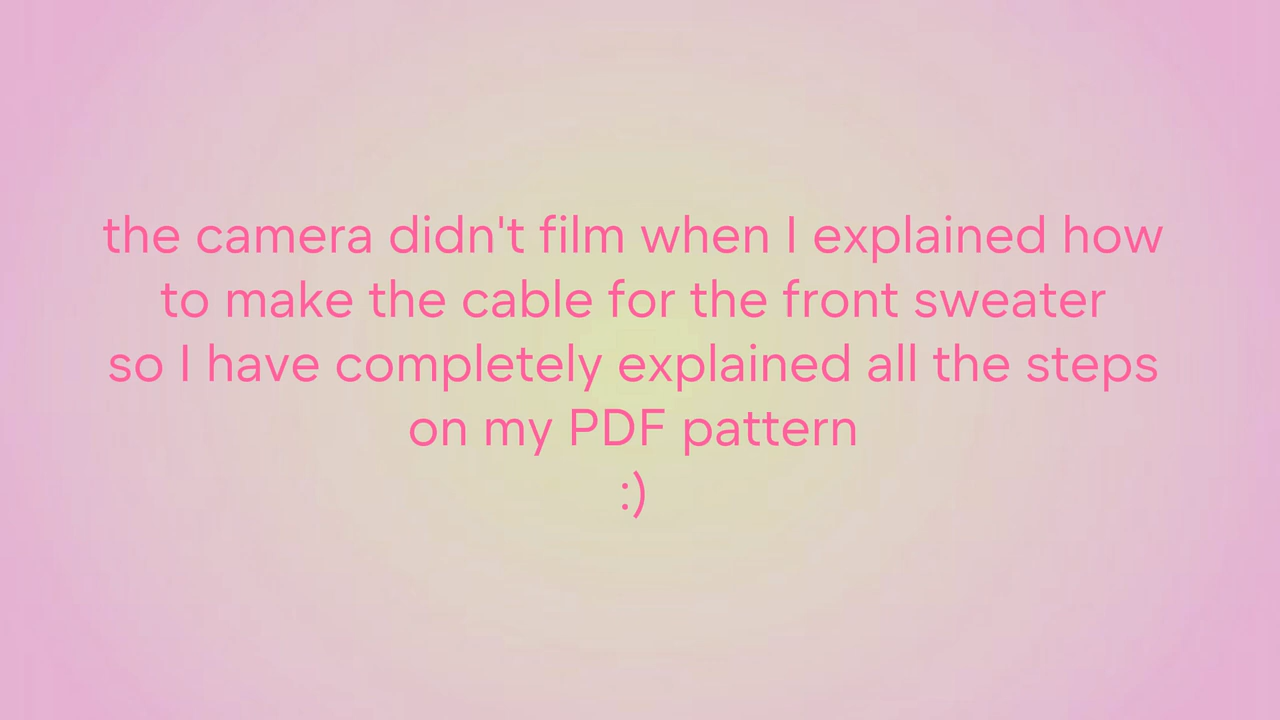 the camera didn't film when I explained how
to make the cable for the front sweater
so I have completely explained all the steps
on my PDF pattern
:)